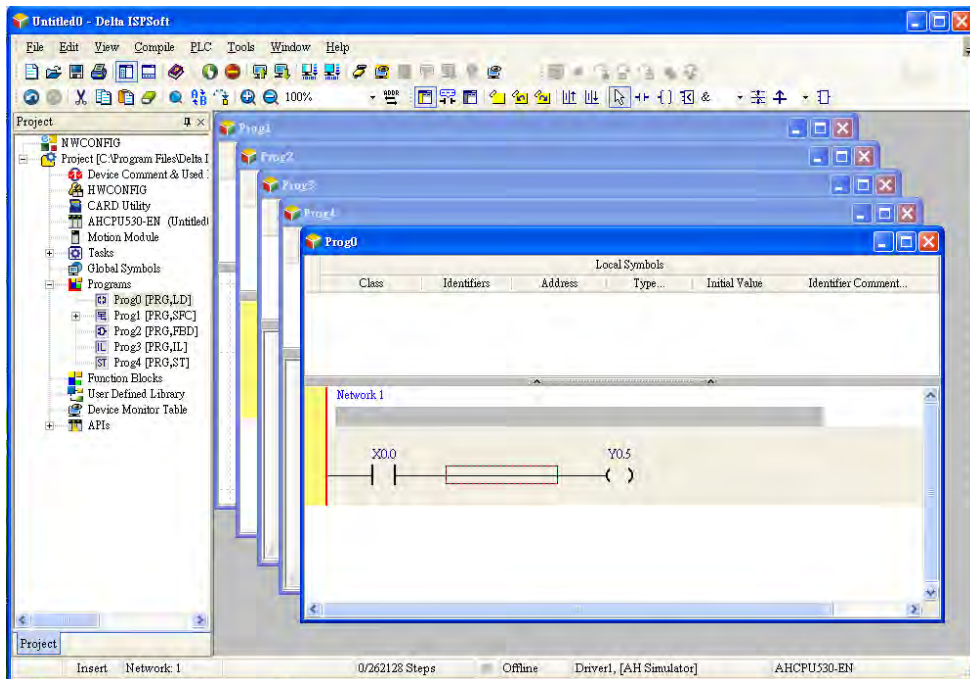 Untitled0 - Delta ISPSoft
File Edit View Compile PLC Tools Window Help
100%
Project
NWCONFIG
Project [C:\Program Files\Delta I
Device Comment & Used
HWCONFIG
CARD Utility
AHCPU530-EN (Untitled
Motion Module
Tasks
Global Symbols
Programs
Prog0 [PRG,LD]
Prog1 [PRG,SFC]
Prog2 [PRG,FBD]
Prog3 [PRG,IL]
Prog4 [PRG,ST]
Function Blocks
User Defined Library
Device Monitor Table
APIs
Project
Prog1
Prog2
Prog3
Prog4
Prog0
Local Symbols
Class Identifiers Address Type... Initial Value Identifier Comment...
Network 1
X0.0 Y0.5
Insert Network: 1 0/262128 Steps Offline Driver1, [AH Simulator] AHCPU530-EN